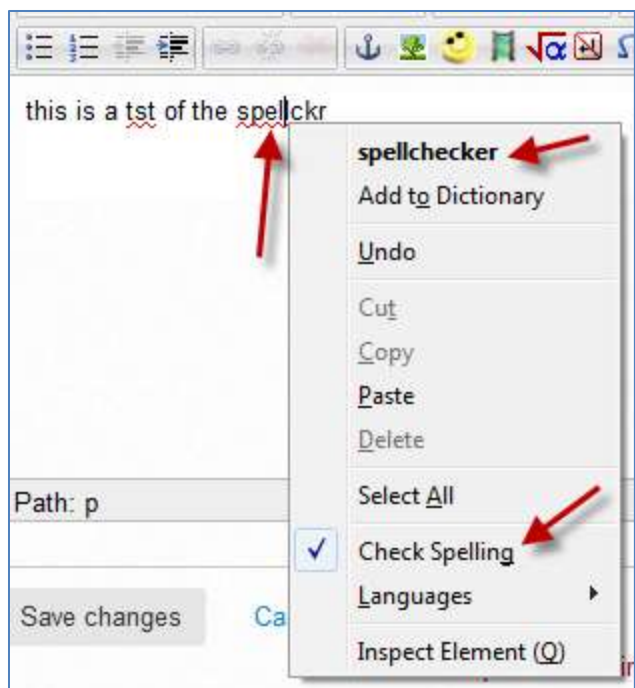 this is a tst of the spellckr
spellchecker
Add to Dictionary
Undo
Cut
Copy
Paste
Delete
Select All
Path: p
Check Spelling
Languages
Save changes
Ca
Inspect Element (Q)